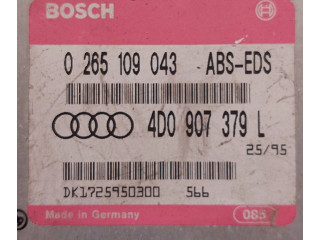 BOSCH
0 265 109 043 - ABS-EDS
4D0 907 379 L
25/95
DK1725950300 566
Made in Germany
083